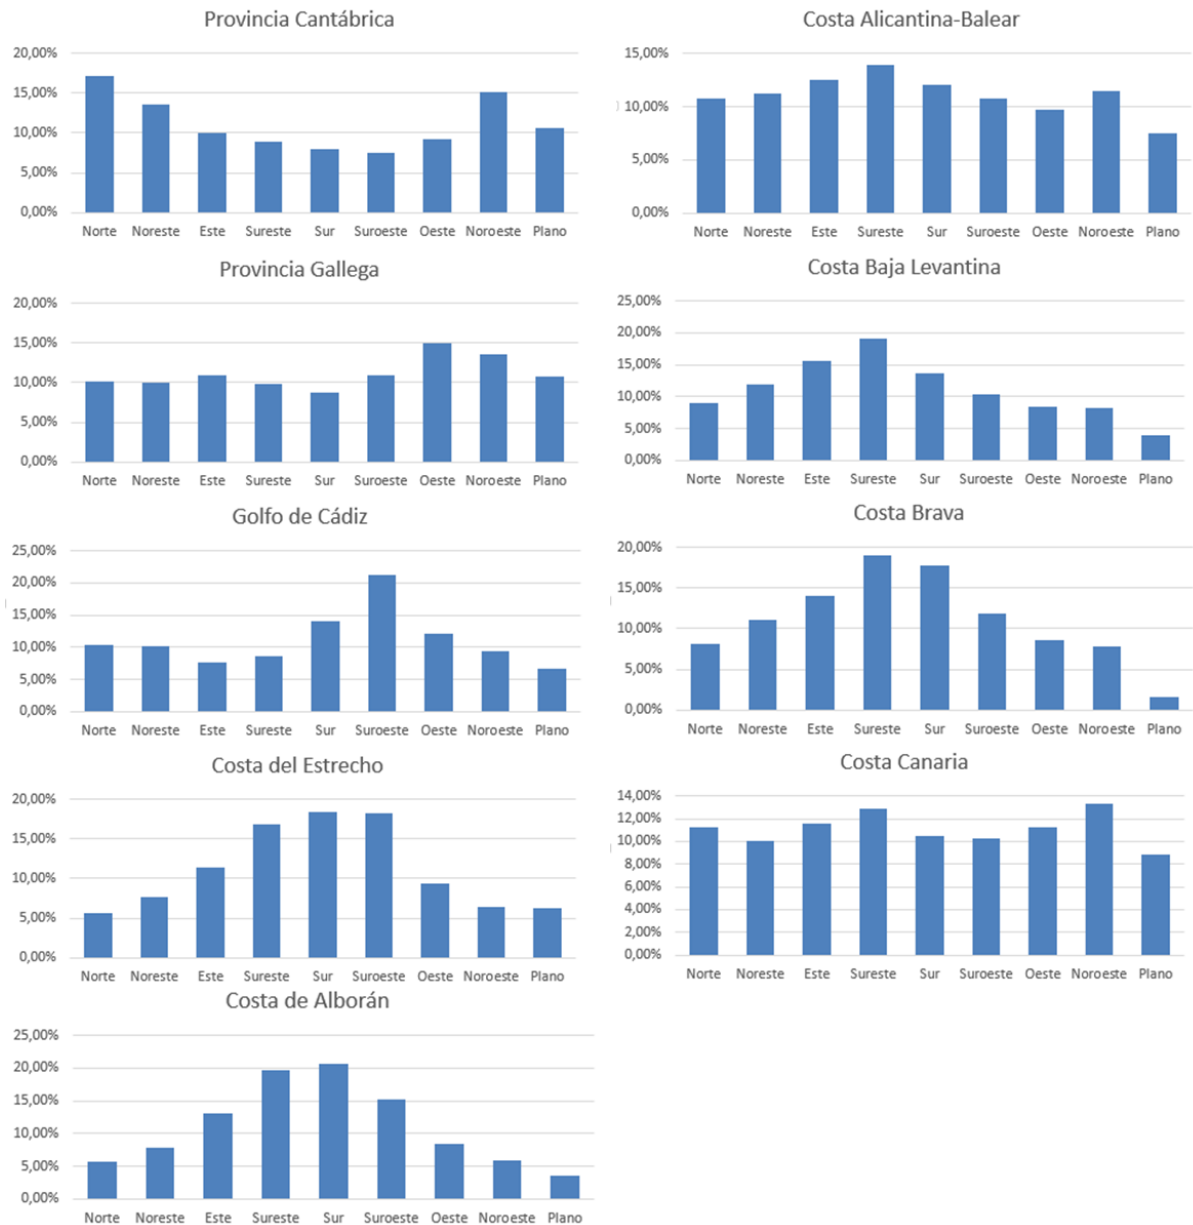 Provincia Cantábrica
20,00%
15,00%
10,00%
5,00%
0,00%
Norte Noreste Este Sureste Sur Suroeste Oeste Noroeste Plano
Provincia Gallega
20,00%
15,00%
10,00%
5,00%
0,00%
Norte Noreste Este Sureste Sur Suroeste Oeste Noroeste Plano
Golfo de Cádiz
25,00%
20,00%
15,00%
10,00%
5,00%
0,00%
Norte Noreste Este Sureste Sur Suroeste Oeste Noroeste Plano
Costa del Estrecho
20,00%
15,00%
10,00%
5,00%
0,00%
Norte Noreste Este Sureste Sur Suroeste Oeste Noroeste Plano
Costa de Alborán
25,00%
20,00%
15,00%
10,00%
5,00%
0,00%
Norte Noreste Este Sureste Sur Suroeste Oeste Noroeste Plano
Costa Alicantina-Balear
15,00%
10,00%
5,00%
0,00%
Norte Noreste Este Sureste Sur Suroeste Oeste Noroeste Plano
Costa Baja Levantina
25,00%
20,00%
15,00%
10,00%
5,00%
0,00%
Norte Noreste Este Sureste Sur Suroeste Oeste Noroeste Plano
Costa Brava
20,00%
15,00%
10,00%
5,00%
0,00%
Norte Noreste Este Sureste Sur Suroeste Oeste Noroeste Plano
Costa Canaria
14,00%
12,00%
10,00%
8,00%
6,00%
4,00%
2,00%
0,00%
Norte Noreste Este Sureste Sur Suroeste Oeste Noroeste Plano